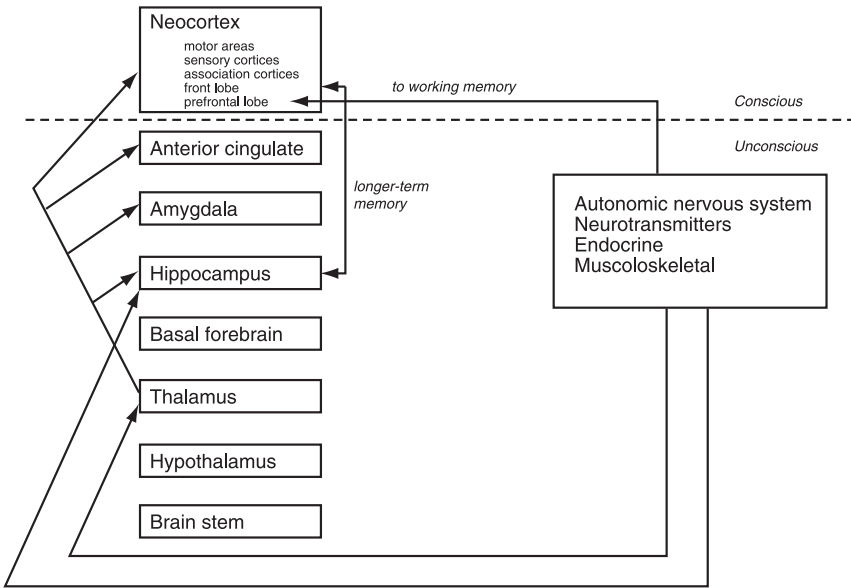 Neocortex
motor areas
sensory cortices
association cortices
front lobe
prefrontal lobe
to working memory
Conscious
Unconscious
Anterior cingulate
Amygdala
longer-term
memory
Hippocampus
Basal forebrain
Thalamus
Hypothalamus
Brain stem
Autonomic nervous system
Neurotransmitters
Endocrine
Muscoloskeletal